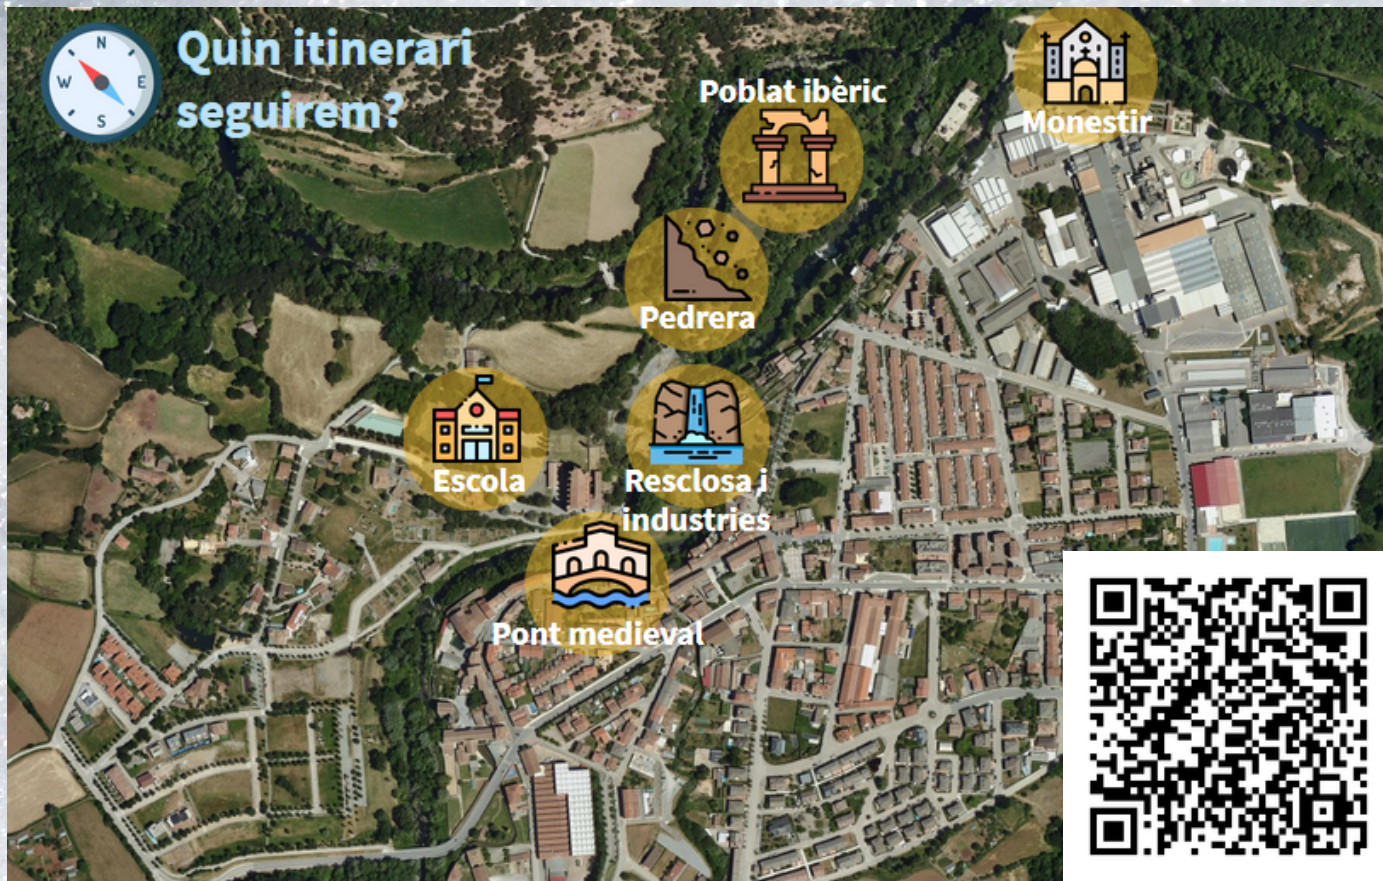 N
W E
S
Quin itinerari
seguirem?
Poblat ibèric
Monestir
Pedrera
Escola
Resclosa i
industries
Pont medieval